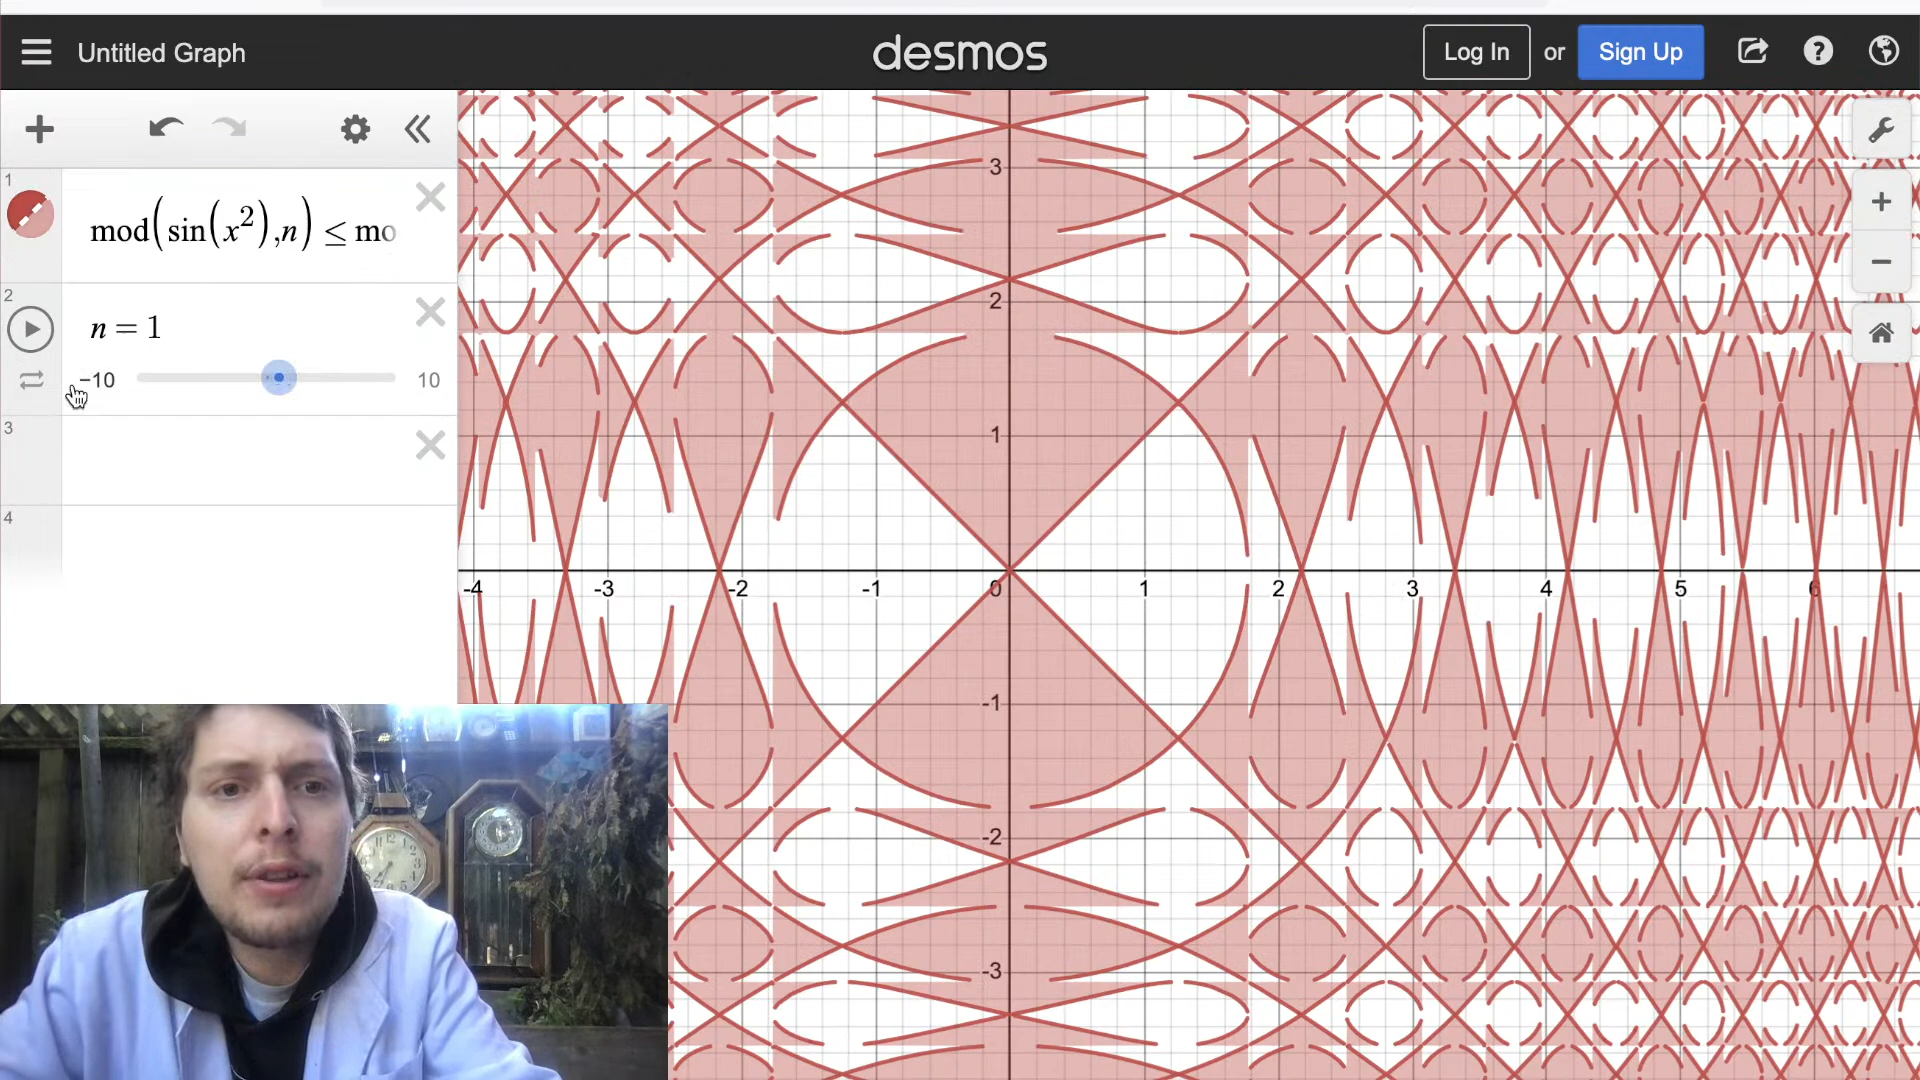 Untitled Graph
desmos
Log In or Sign Up
1
mod(sin(x²),n) ≤ mo
2
n = 1
-10 10
3
4
3
2
1
-4 -3 -2 -1 0 1 2 3 4 5 6
-1
-2
-3